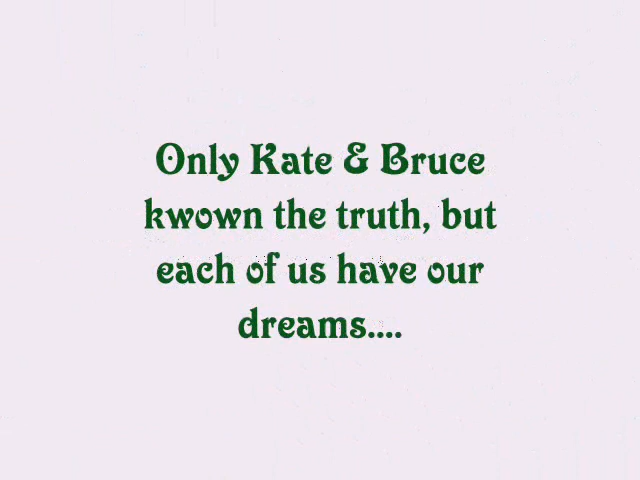 Only Kate & Bruce
kwown the truth, but
each of us have our
dreams....